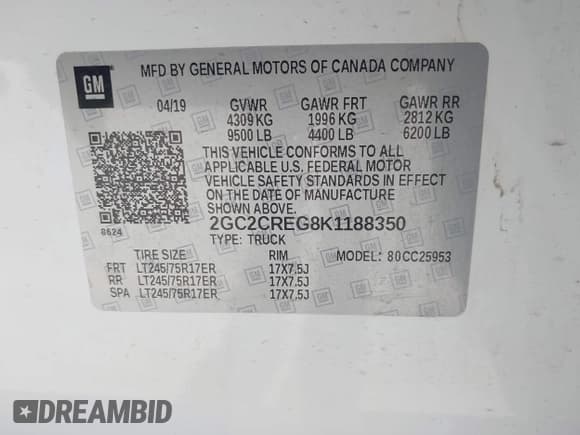 GM MFD BY GENERAL MOTORS OF CANADA COMPANY
04/19 GVWR GAWR FRT GAWR RR
4309 KG 1996 KG 2812 KG
9500 LB 4400 LB 6200 LB
THIS VEHICLE CONFORMS TO ALL
APPLICABLE U.S. FEDERAL MOTOR
VEHICLE SAFETY STANDARDS IN EFFECT
ON THE DATE OF MANUFACTURE
SHOWN ABOVE.
8624 2GC2CREG8K1188350
TYPE: TRUCK
TIRE SIZE RIM MODEL: 80CC25953
FRT LT245/75R17ER 17X7.5J
RR LT245/75R17ER 17X7.5J
SPA LT245/75R17ER 17X7.5J
DREAMBID